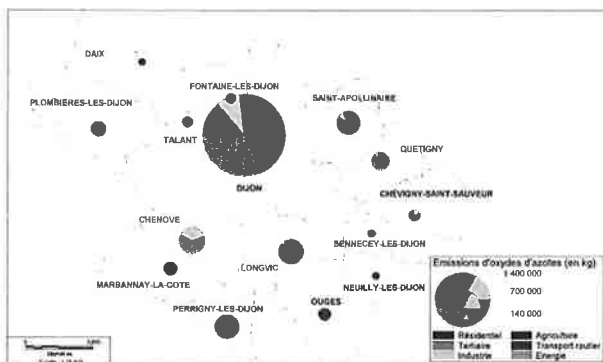 DAIX
FONTAINE-LES-DIJON
PLOMBIERES-LES-DIJON
SAINT-APOLLINAIRE
TALANT
QUETIGNY
DIJON
CHEVIGNY-SAINT-SAUVEUR
CHENOVE
SENNECEY-LES-DIJON
LONGVIC
MARSANNAY-LA-COTE
NEUILLY-LES-DIJON
OUGES
PERRIGNY-LES-DIJON
Emissions d'oxydes d'azotes (en kg)
1 400 000
700 000
140 000
Résidentiel
Agriculture
Tertiaire
Transport routier
Industrie
Energie